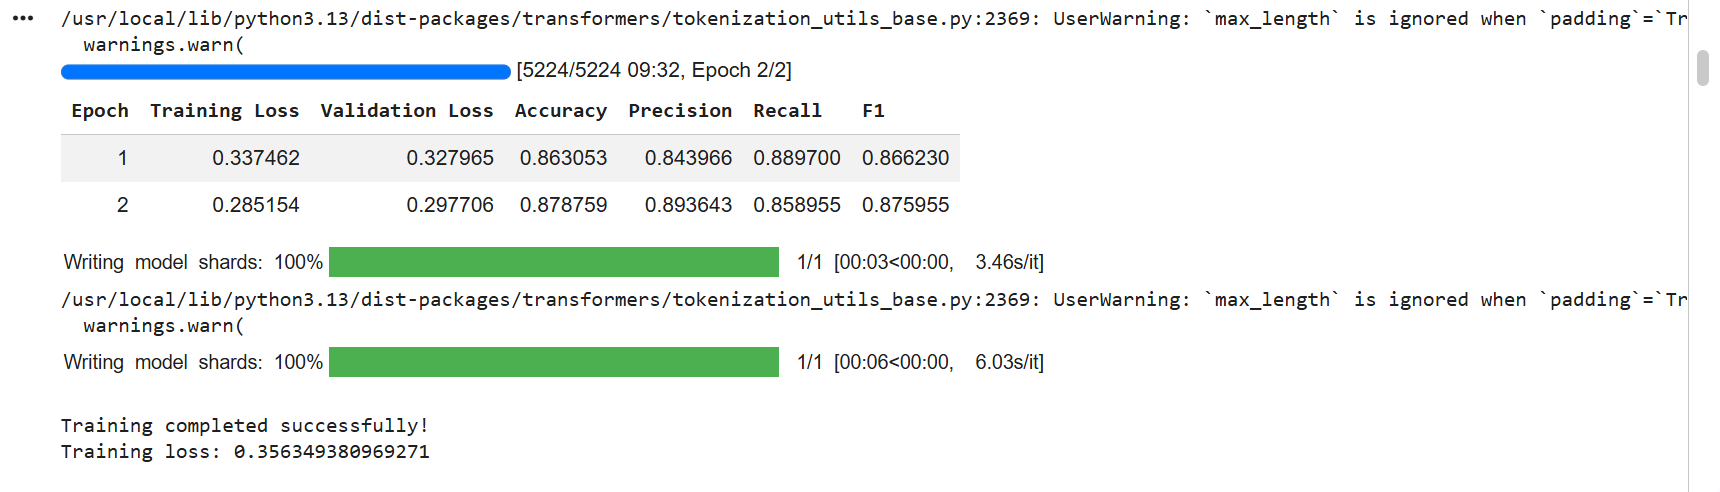 /usr/local/lib/python3.13/dist-packages/transformers/tokenization_utils_base.py:2369: UserWarning: `max_length` is ignored when `padding`=`Tr
warnings.warn(
[5224/5224 09:32, Epoch 2/2]
Epoch Training Loss Validation Loss Accuracy Precision Recall F1
1 0.337462 0.327965 0.863053 0.843966 0.889700 0.866230
2 0.285154 0.297706 0.878759 0.893643 0.858955 0.875955
Writing model shards: 100% 1/1 [00:03<00:00, 3.46s/it]
/usr/local/lib/python3.13/dist-packages/transformers/tokenization_utils_base.py:2369: UserWarning: `max_length` is ignored when `padding`=`Tr
warnings.warn(
Writing model shards: 100% 1/1 [00:06<00:00, 6.03s/it]
Training completed successfully!
Training loss: 0.356349380969271